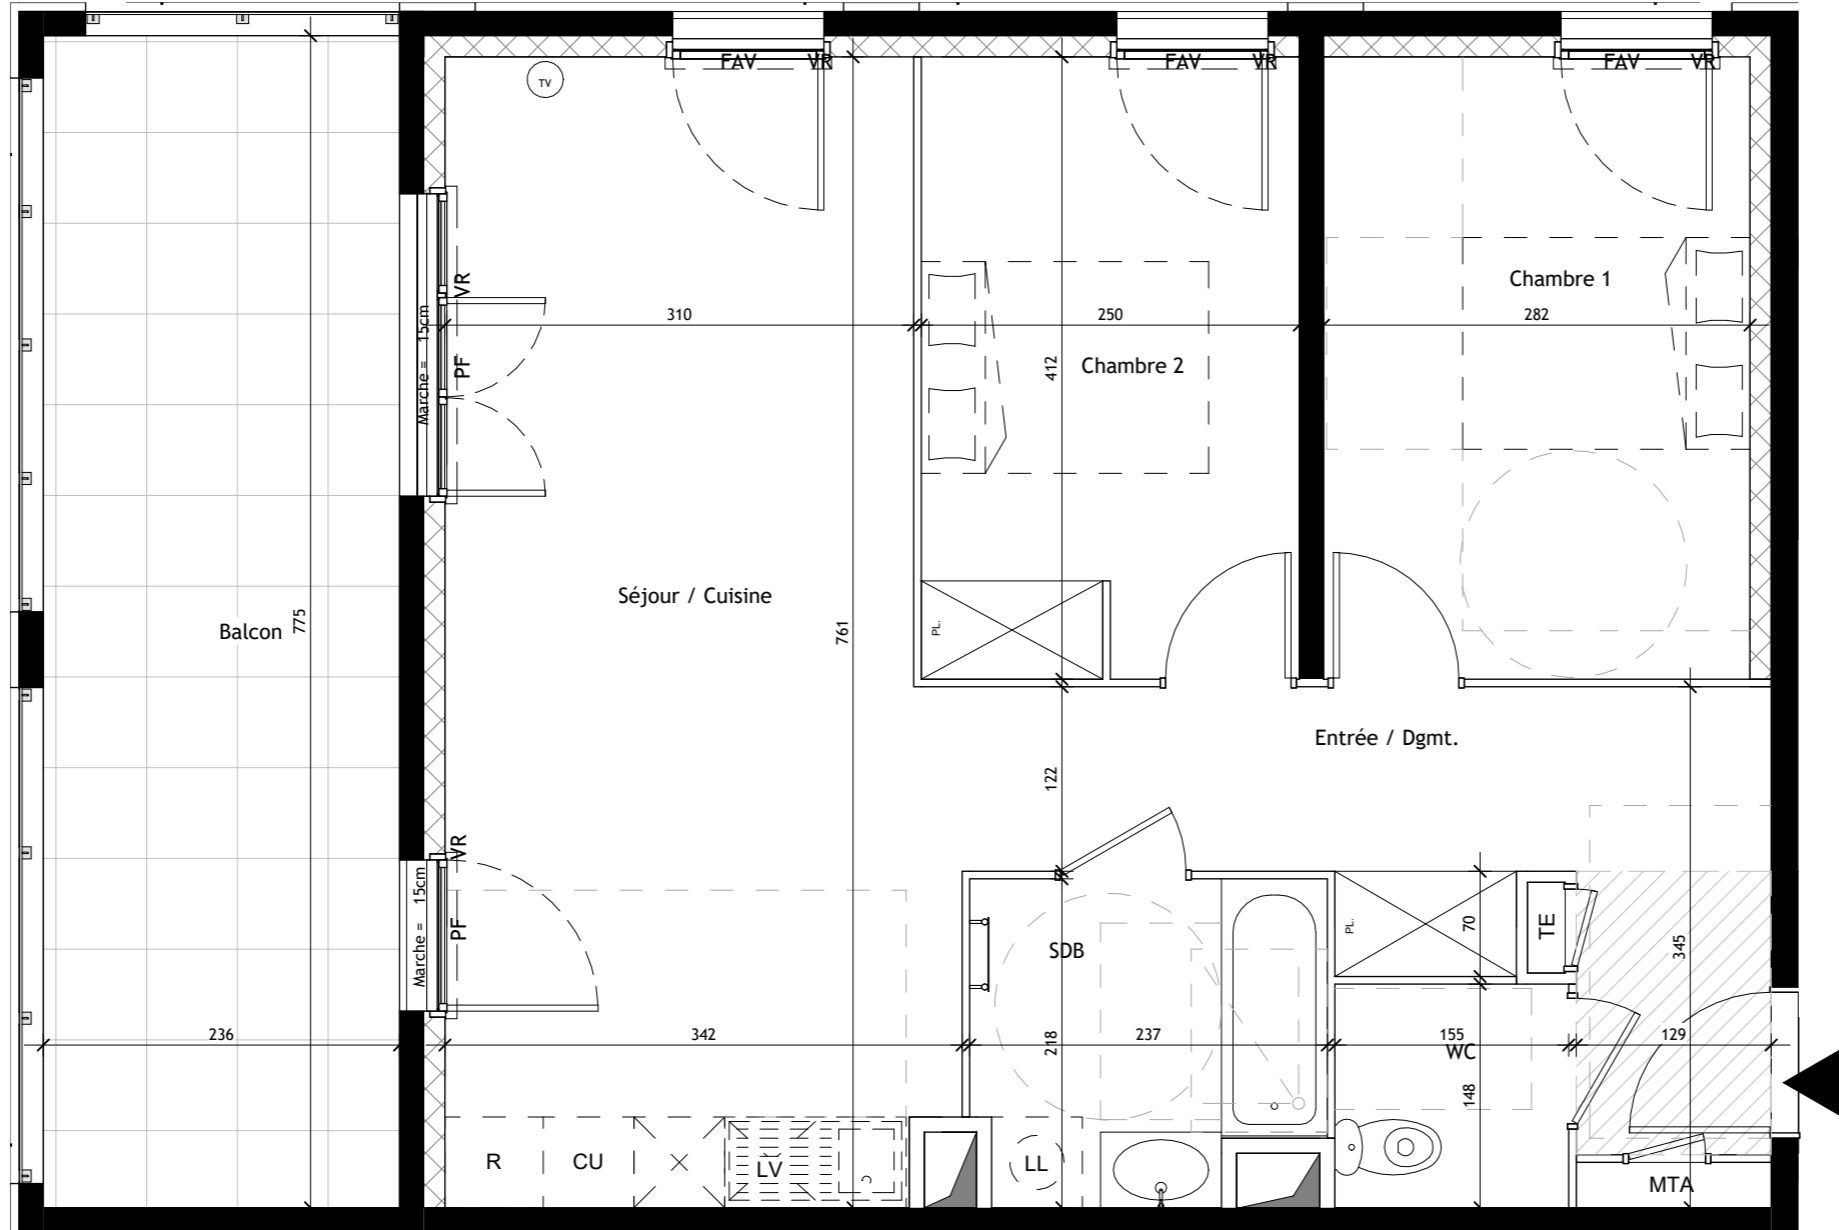 FAV VR
FAV VR
FAV VR
TV
Chambre 1
VR
310
250
282
Marche = 15cm
PF
412
Chambre 2
Séjour / Cuisine
Balcon
775
761
PL.
Entrée / Dgmt.
122
VR
Marche = 15cm
PF
SDB
PL.
70
TE
345
236
342
218
237
155
WC
129
148
R
CU
LV
LL
MTA